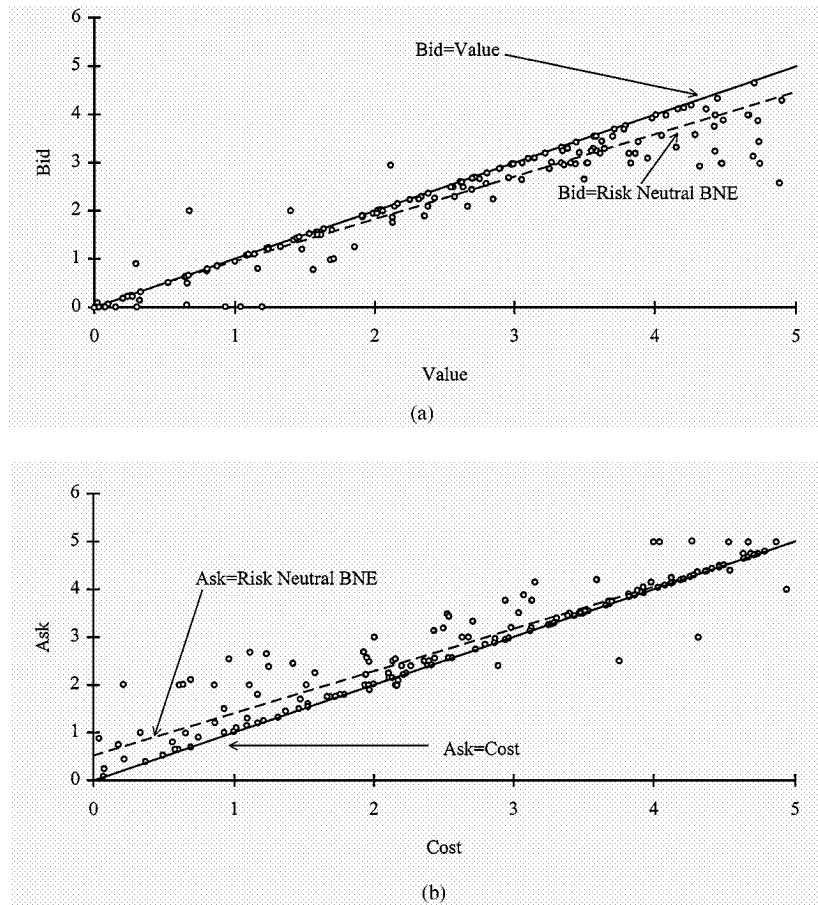 6
5
4
3
2
1
0
Bid
Bid=Value
Bid=Risk Neutral BNE
0 1 2 3 4 5
Value
(a)
6
5
4
3
2
1
0
Ask
Ask=Risk Neutral BNE
Ask=Cost
0 1 2 3 4 5
Cost
(b)